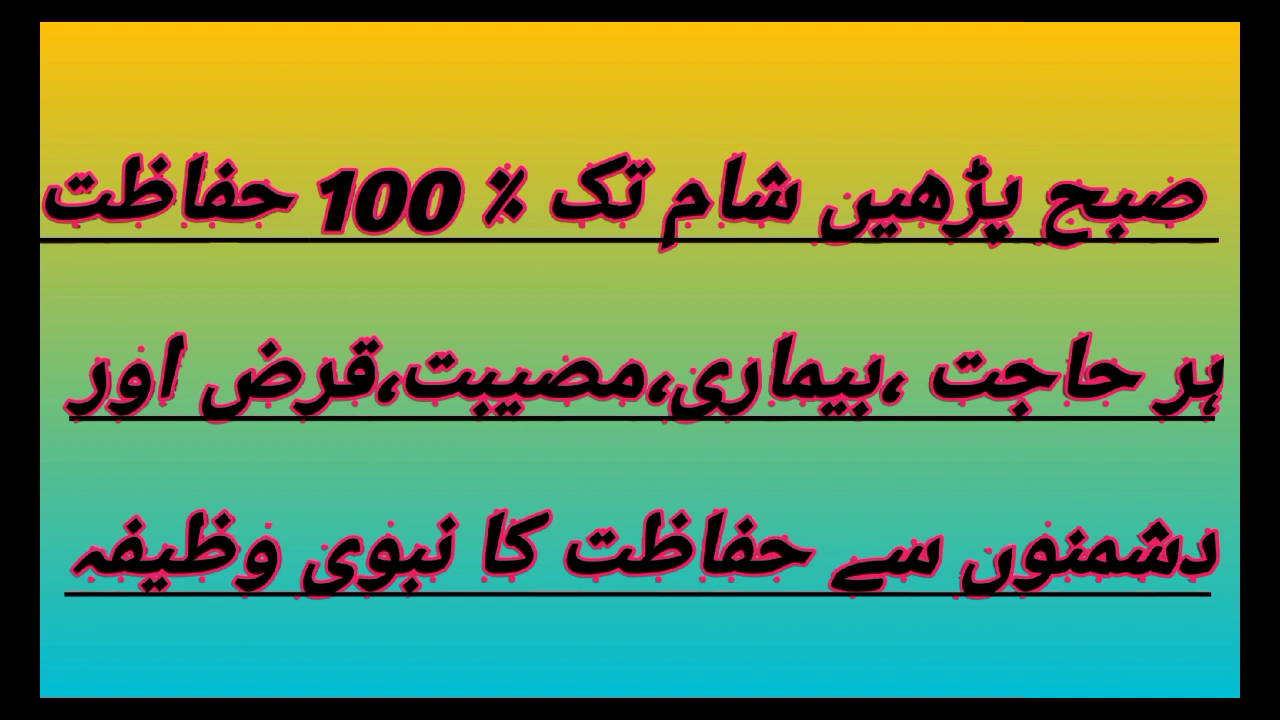 صبح پڑھیں شام تک % 100 حفاظت
ہر حاجت ،بیماری،مصیبت،قرض اور
دشمنوں سے حفاظت کا نبوی وظیفہ